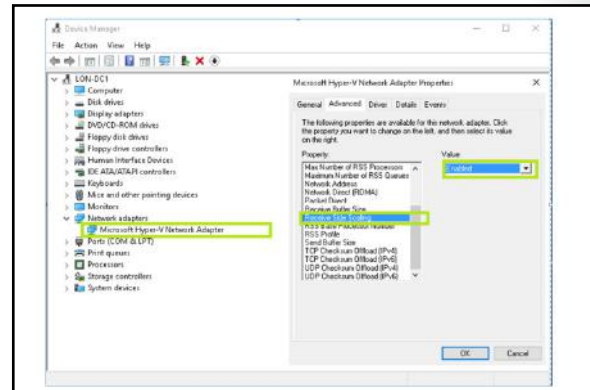 Device Manager
File Action View Help
LON-DC1
Computer
Disk drives
Display adapters
DVD/CD-ROM drives
Floppy disk drives
Floppy drive controllers
Human Interface Devices
IDE ATA/ATAPI controllers
Keyboards
Mice and other pointing devices
Monitors
Network adapters
Microsoft Hyper-V Network Adapter
Ports (COM & LPT)
Print queues
Processors
Storage controllers
System devices
Microsoft Hyper-V Network Adapter Properties
General Advanced Driver Details Events
The following properties are available for this network adapter. Click
the property you want to change on the left, and then select its value
on the right.
Property:
Value:
Max Number of RSS Processors
Maximum Number of RSS Queues
Network Address
Network Direct (RDMA)
Packet Direct
Receive Buffer Size
Receive Side Scaling
RSS Base Processor Number
RSS Profile
Send Buffer Size
TCP Checksum Offload (IPv4)
TCP Checksum Offload (IPv6)
UDP Checksum Offload (IPv4)
UDP Checksum Offload (IPv6)
Enabled
OK Cancel